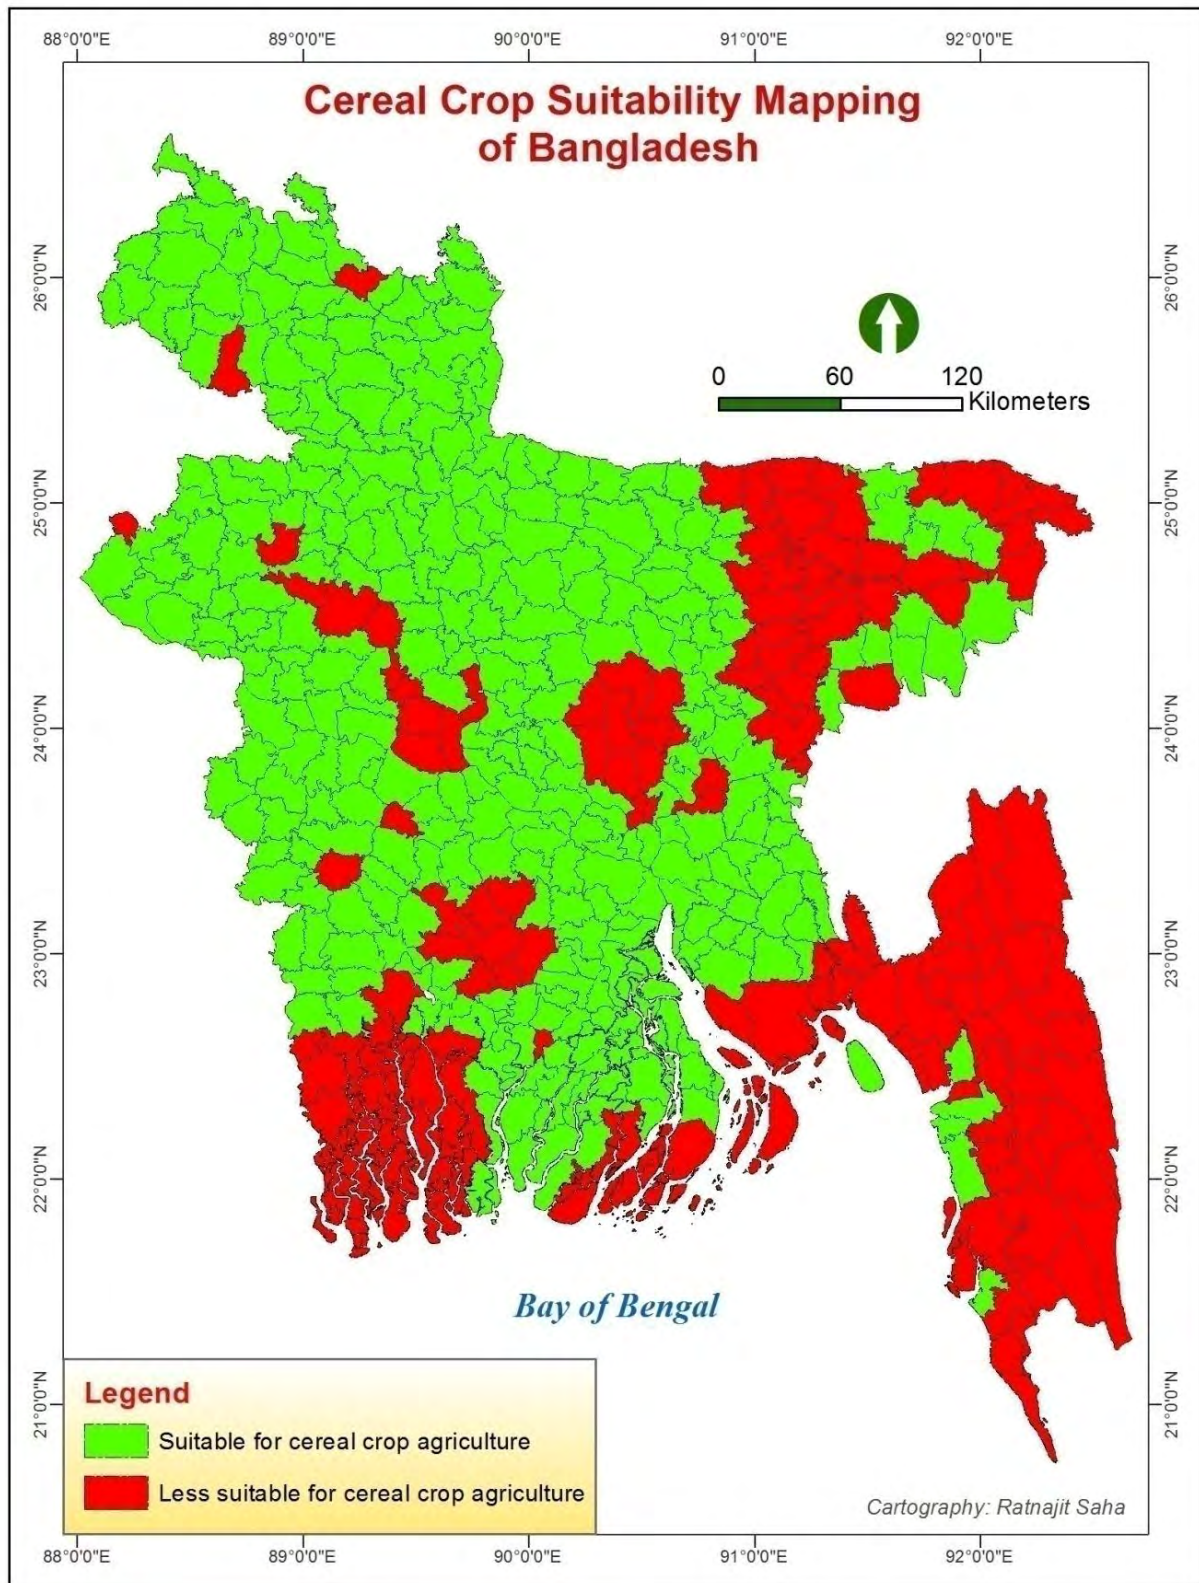 88°0'0"E 89°0'0"E 90°0'0"E 91°0'0"E 92°0'0"E
Cereal Crop Suitability Mapping
of Bangladesh
26°0'0"N 26°0'0"N
0 60 120
Kilometers
25°0'0"N 25°0'0"N
24°0'0"N 24°0'0"N
23°0'0"N 23°0'0"N
22°0'0"N 22°0'0"N
Bay of Bengal
21°0'0"N 21°0'0"N
Legend
Suitable for cereal crop agriculture
Less suitable for cereal crop agriculture
Cartography: Ratnajit Saha
88°0'0"E 89°0'0"E 90°0'0"E 91°0'0"E 92°0'0"E